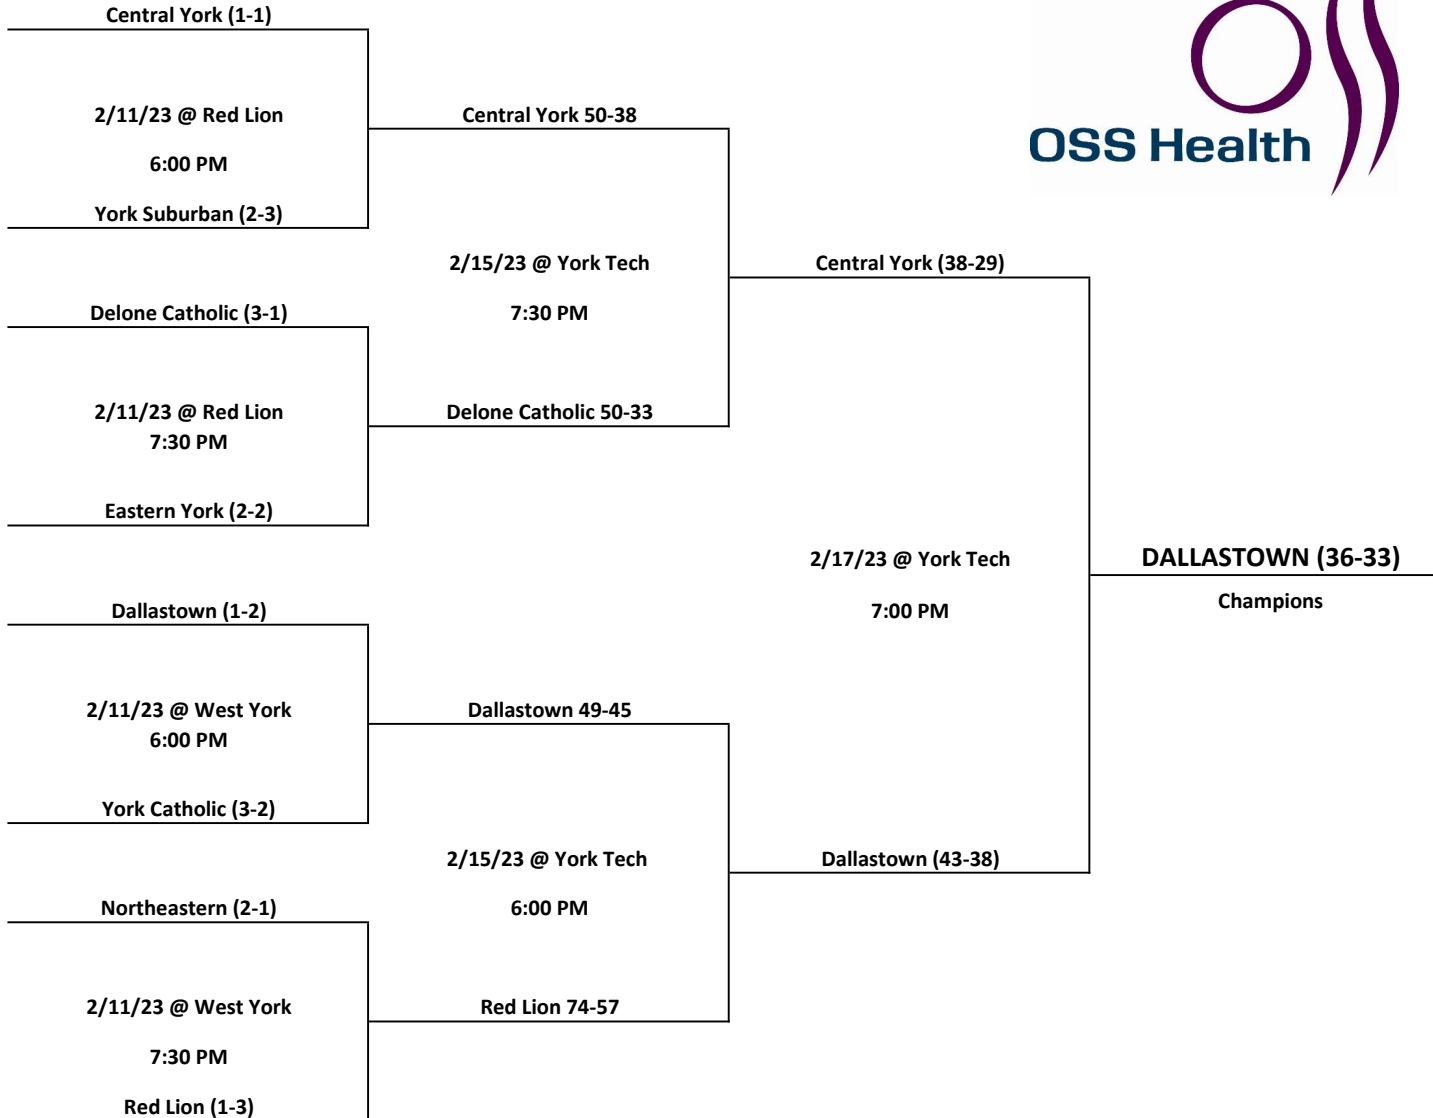 Central York (1-1)
2/11/23 @ Red Lion
6:00 PM
York Suburban (2-3)
Delone Catholic (3-1)
2/11/23 @ Red Lion
7:30 PM
Eastern York (2-2)
Dallastown (1-2)
2/11/23 @ West York
6:00 PM
York Catholic (3-2)
Northeastern (2-1)
2/11/23 @ West York
7:30 PM
Red Lion (1-3)
Central York 50-38
2/15/23 @ York Tech
7:30 PM
Delone Catholic 50-33
Dallastown 49-45
2/15/23 @ York Tech
6:00 PM
Red Lion 74-57
Central York (38-29)
2/17/23 @ York Tech
7:00 PM
Dallastown (43-38)
DALLASTOWN (36-33)
Champions
OSS Health